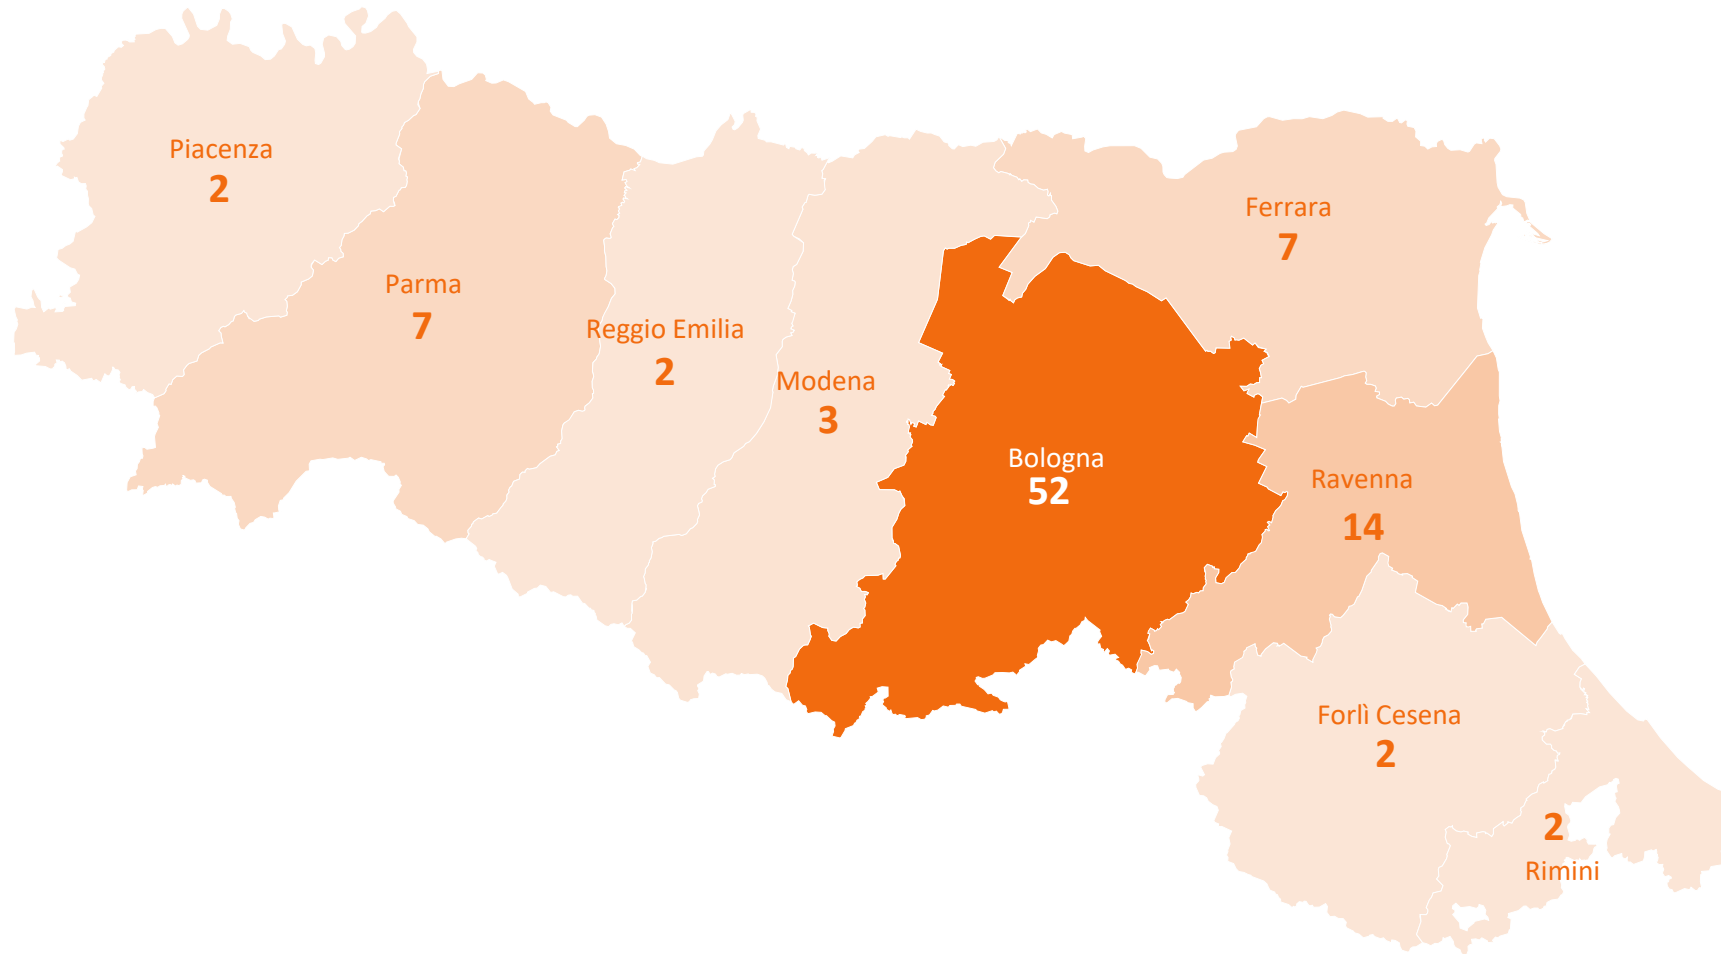 Piacenza
2
Parma
7
Reggio Emilia
2
Modena
3
Bologna
52
Ferrara
7
Ravenna
14
Forlì Cesena
2
2
Rimini